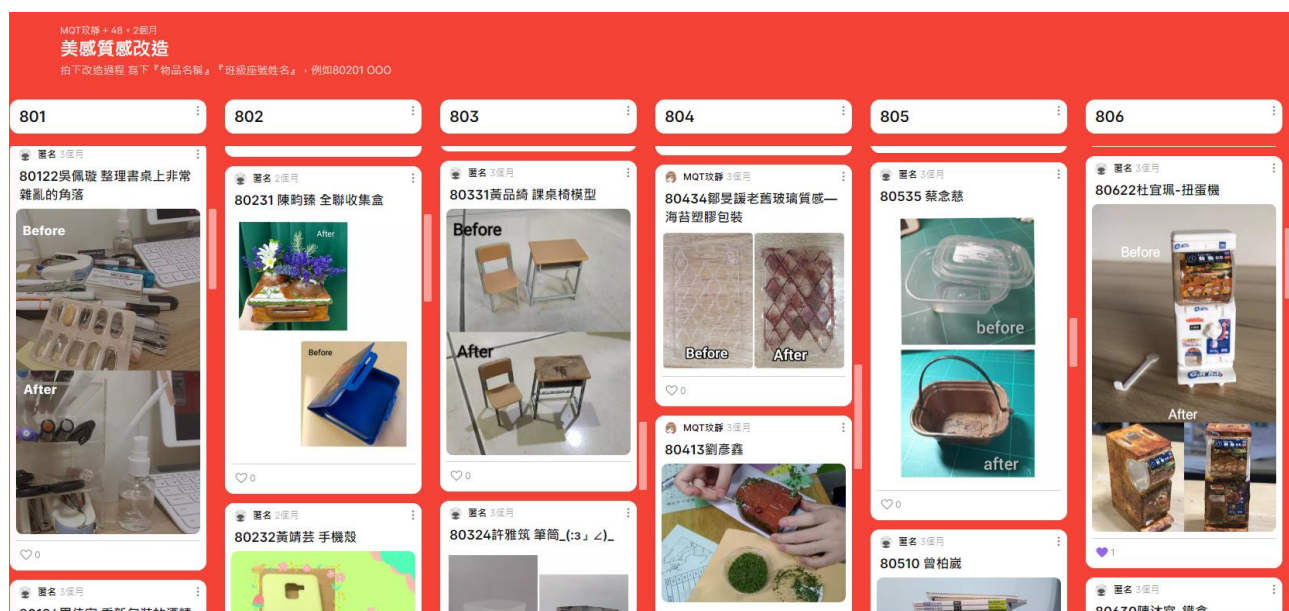 MQT玟靜 + 48 • 2個月
美感質感改造
拍下改造過程 寫下『物品名稱』『班級座號姓名』，例如80201 OOO
801
匿名 3個月
80122吳佩璇 整理書桌上非常
雜亂的角落
Before
After
0
匿名 3個月
802
匿名 2個月
80231 陳畇臻 全聯收集盒
After
Before
0
匿名 2個月
80232黃靖芸 手機殼
803
匿名 3個月
80331黃品綺 課桌椅模型
Before
After
0
匿名 3個月
80324許雅筑 筆筒_(:з」∠)_
804
MQT玟靜 3個月
80434鄒旻諼老舊玻璃質感—
海苔塑膠包裝
Before
After
0
MQT玟靜 3個月
80413劉彥鑫
805
匿名 3個月
80535 蔡念慈
before
after
0
匿名 3個月
80510 曾柏崴
806
匿名 3個月
80622杜宜珮-扭蛋機
Before
After
1
匿名 3個月